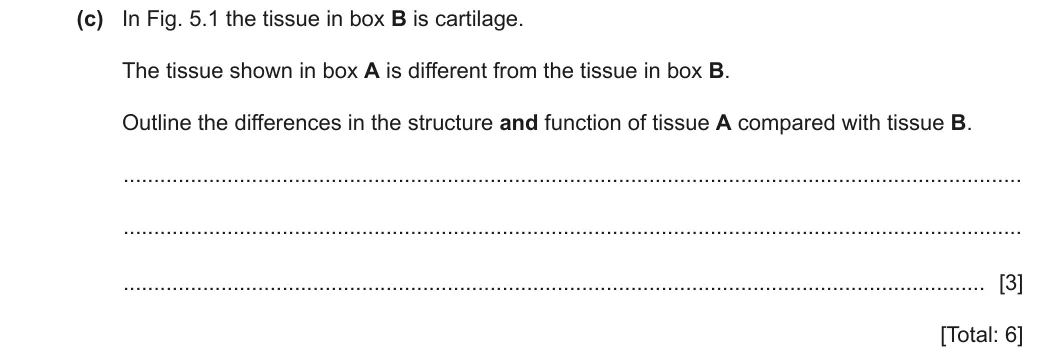 (c) In Fig. 5.1 the tissue in box B is cartilage.
The tissue shown in box A is different from the tissue in box B.
Outline the differences in the structure and function of tissue A compared with tissue B.
[3]
[Total: 6]